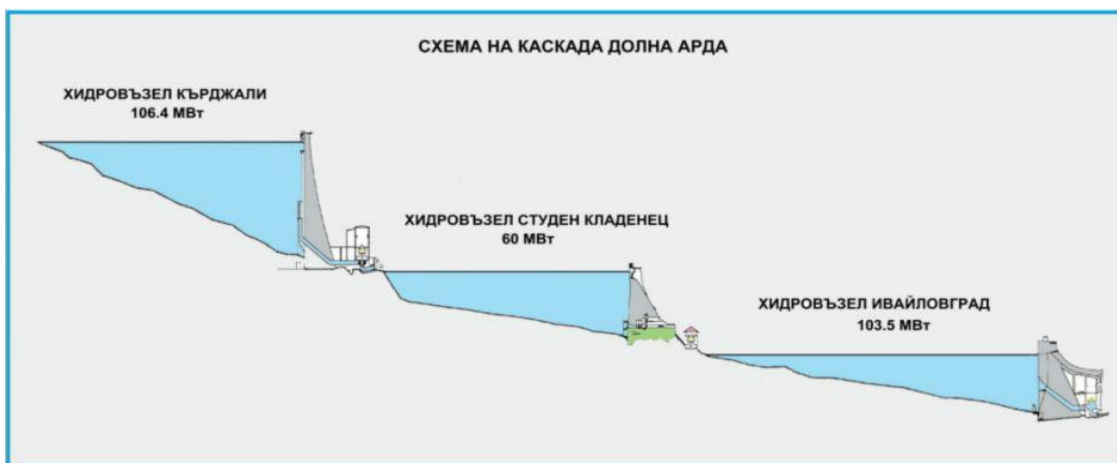 СХЕМА НА КАСКАДА ДОЛНА АРДА
ХИДРОВЪЗЕЛ КЪРДЖАЛИ
106.4 МВт
ХИДРОВЪЗЕЛ СТУДЕН КЛАДЕНЕЦ
60 МВт
ХИДРОВЪЗЕЛ ИВАЙЛОВГРАД
103.5 МВт